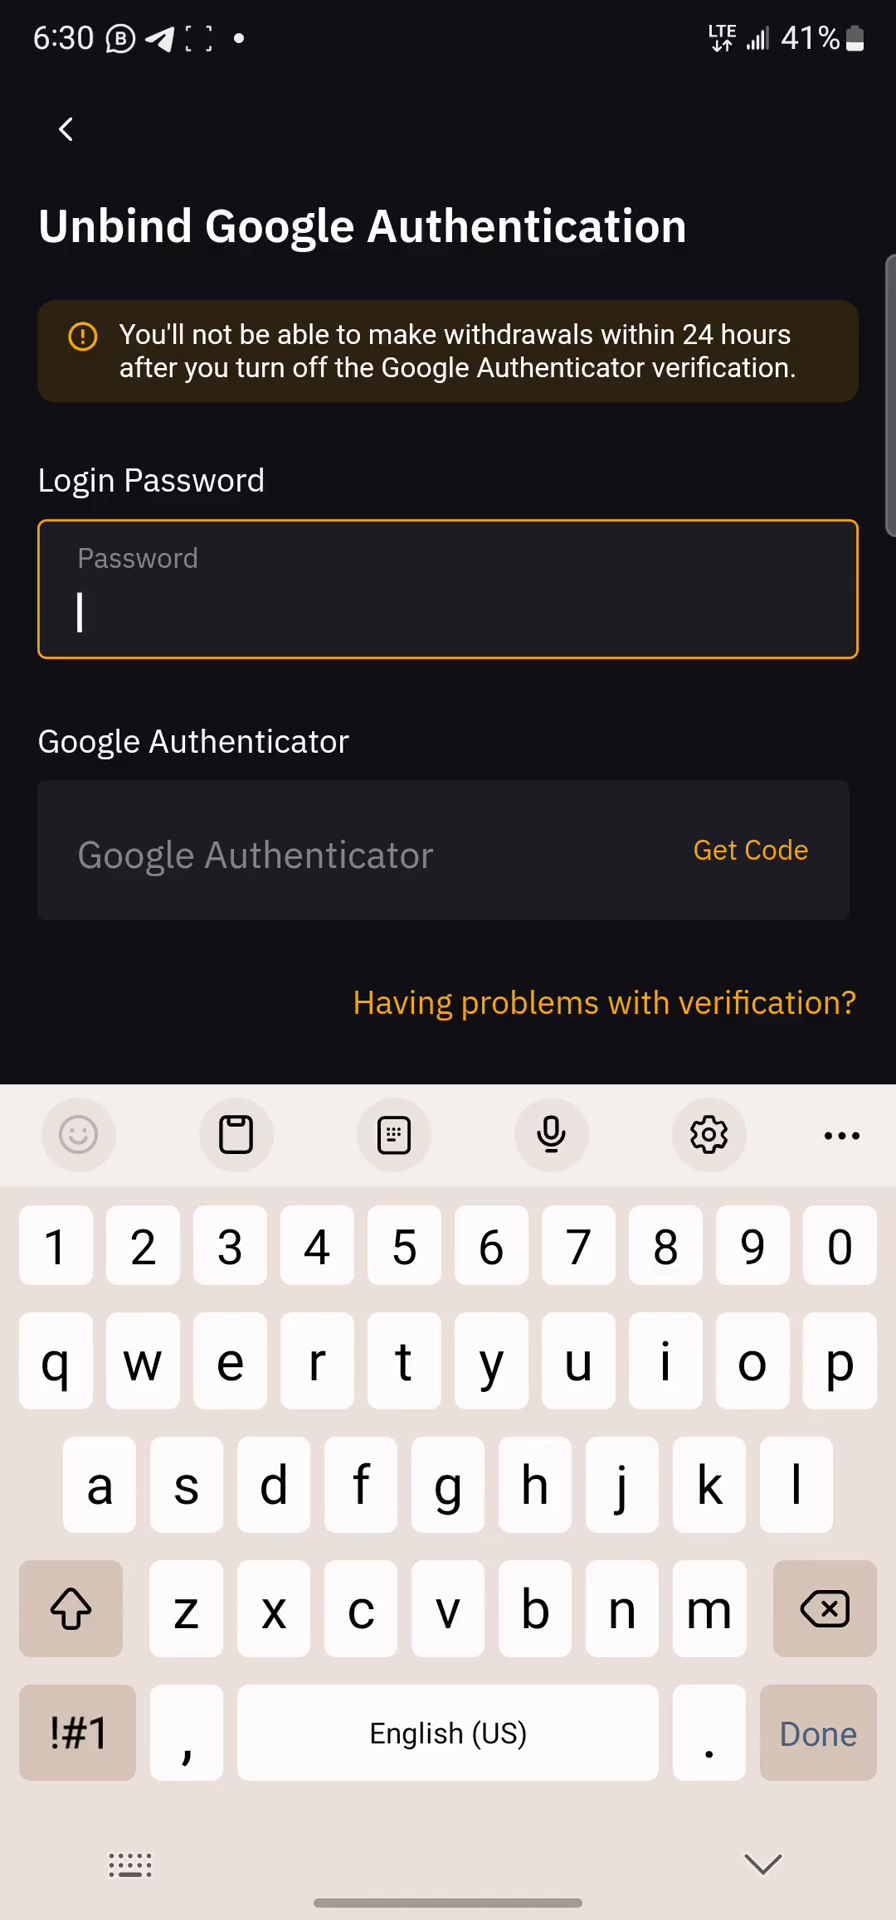 6:30
LTE
41%
Unbind Google Authentication
You'll not be able to make withdrawals within 24 hours
after you turn off the Google Authenticator verification.
Login Password
Password
Google Authenticator
Google Authenticator
Get Code
Having problems with verification?
1 2 3 4 5 6 7 8 9 0
q w e r t y u i o p
a s d f g h j k l
z x c v b n m
!#1 , English (US) . Done